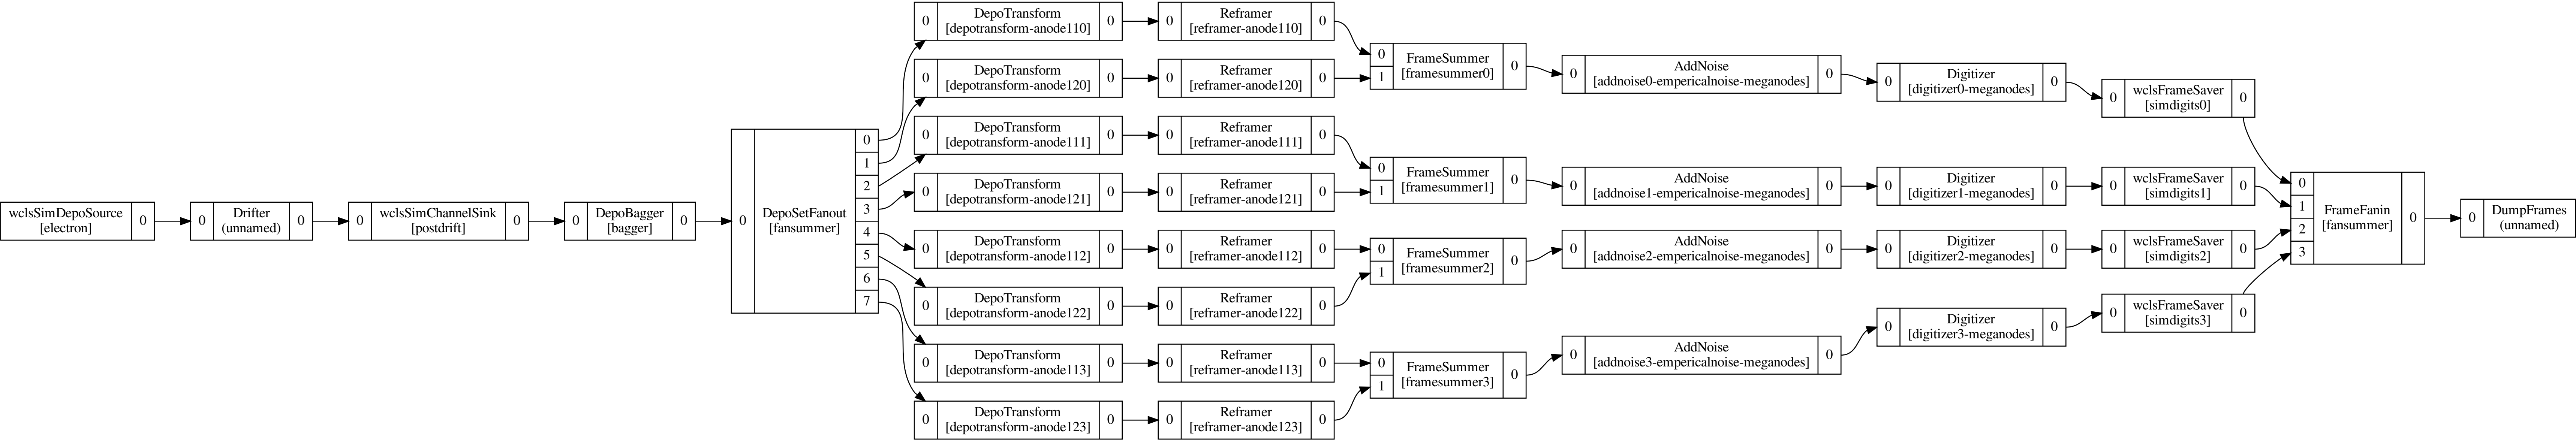 0 wclsSimDepoSource [electron] 0
0 Drifter (unnamed) 0
0 wclsSimChannelSink [postdrift] 0
0 DepoBagger [bagger] 0
0 DepoSetFanout [fansummer] 0 1 2 3 4 5 6 7
0 DepoTransform [depotransform-anode110] 0
0 DepoTransform [depotransform-anode120] 0
0 DepoTransform [depotransform-anode111] 0
0 DepoTransform [depotransform-anode121] 0
0 DepoTransform [depotransform-anode112] 0
0 DepoTransform [depotransform-anode122] 0
0 DepoTransform [depotransform-anode113] 0
0 DepoTransform [depotransform-anode123] 0
0 Reframer [reframer-anode110] 0
0 Reframer [reframer-anode120] 0
0 Reframer [reframer-anode111] 0
0 Reframer [reframer-anode121] 0
0 Reframer [reframer-anode112] 0
0 Reframer [reframer-anode122] 0
0 Reframer [reframer-anode113] 0
0 Reframer [reframer-anode123] 0
0 1 FrameSummer [framesummer0] 0
0 1 FrameSummer [framesummer1] 0
0 1 FrameSummer [framesummer2] 0
0 1 FrameSummer [framesummer3] 0
0 AddNoise [addnoise0-empericalnoise-meganodes] 0
0 AddNoise [addnoise1-empericalnoise-meganodes] 0
0 AddNoise [addnoise2-empericalnoise-meganodes] 0
0 AddNoise [addnoise3-empericalnoise-meganodes] 0
0 Digitizer [digitizer0-meganodes] 0
0 Digitizer [digitizer1-meganodes] 0
0 Digitizer [digitizer2-meganodes] 0
0 Digitizer [digitizer3-meganodes] 0
0 wclsFrameSaver [simdigits0] 0
0 wclsFrameSaver [simdigits1] 0
0 wclsFrameSaver [simdigits2] 0
0 wclsFrameSaver [simdigits3] 0
0 1 2 3 FrameFanin [fansummer] 0
0 DumpFrames (unnamed)